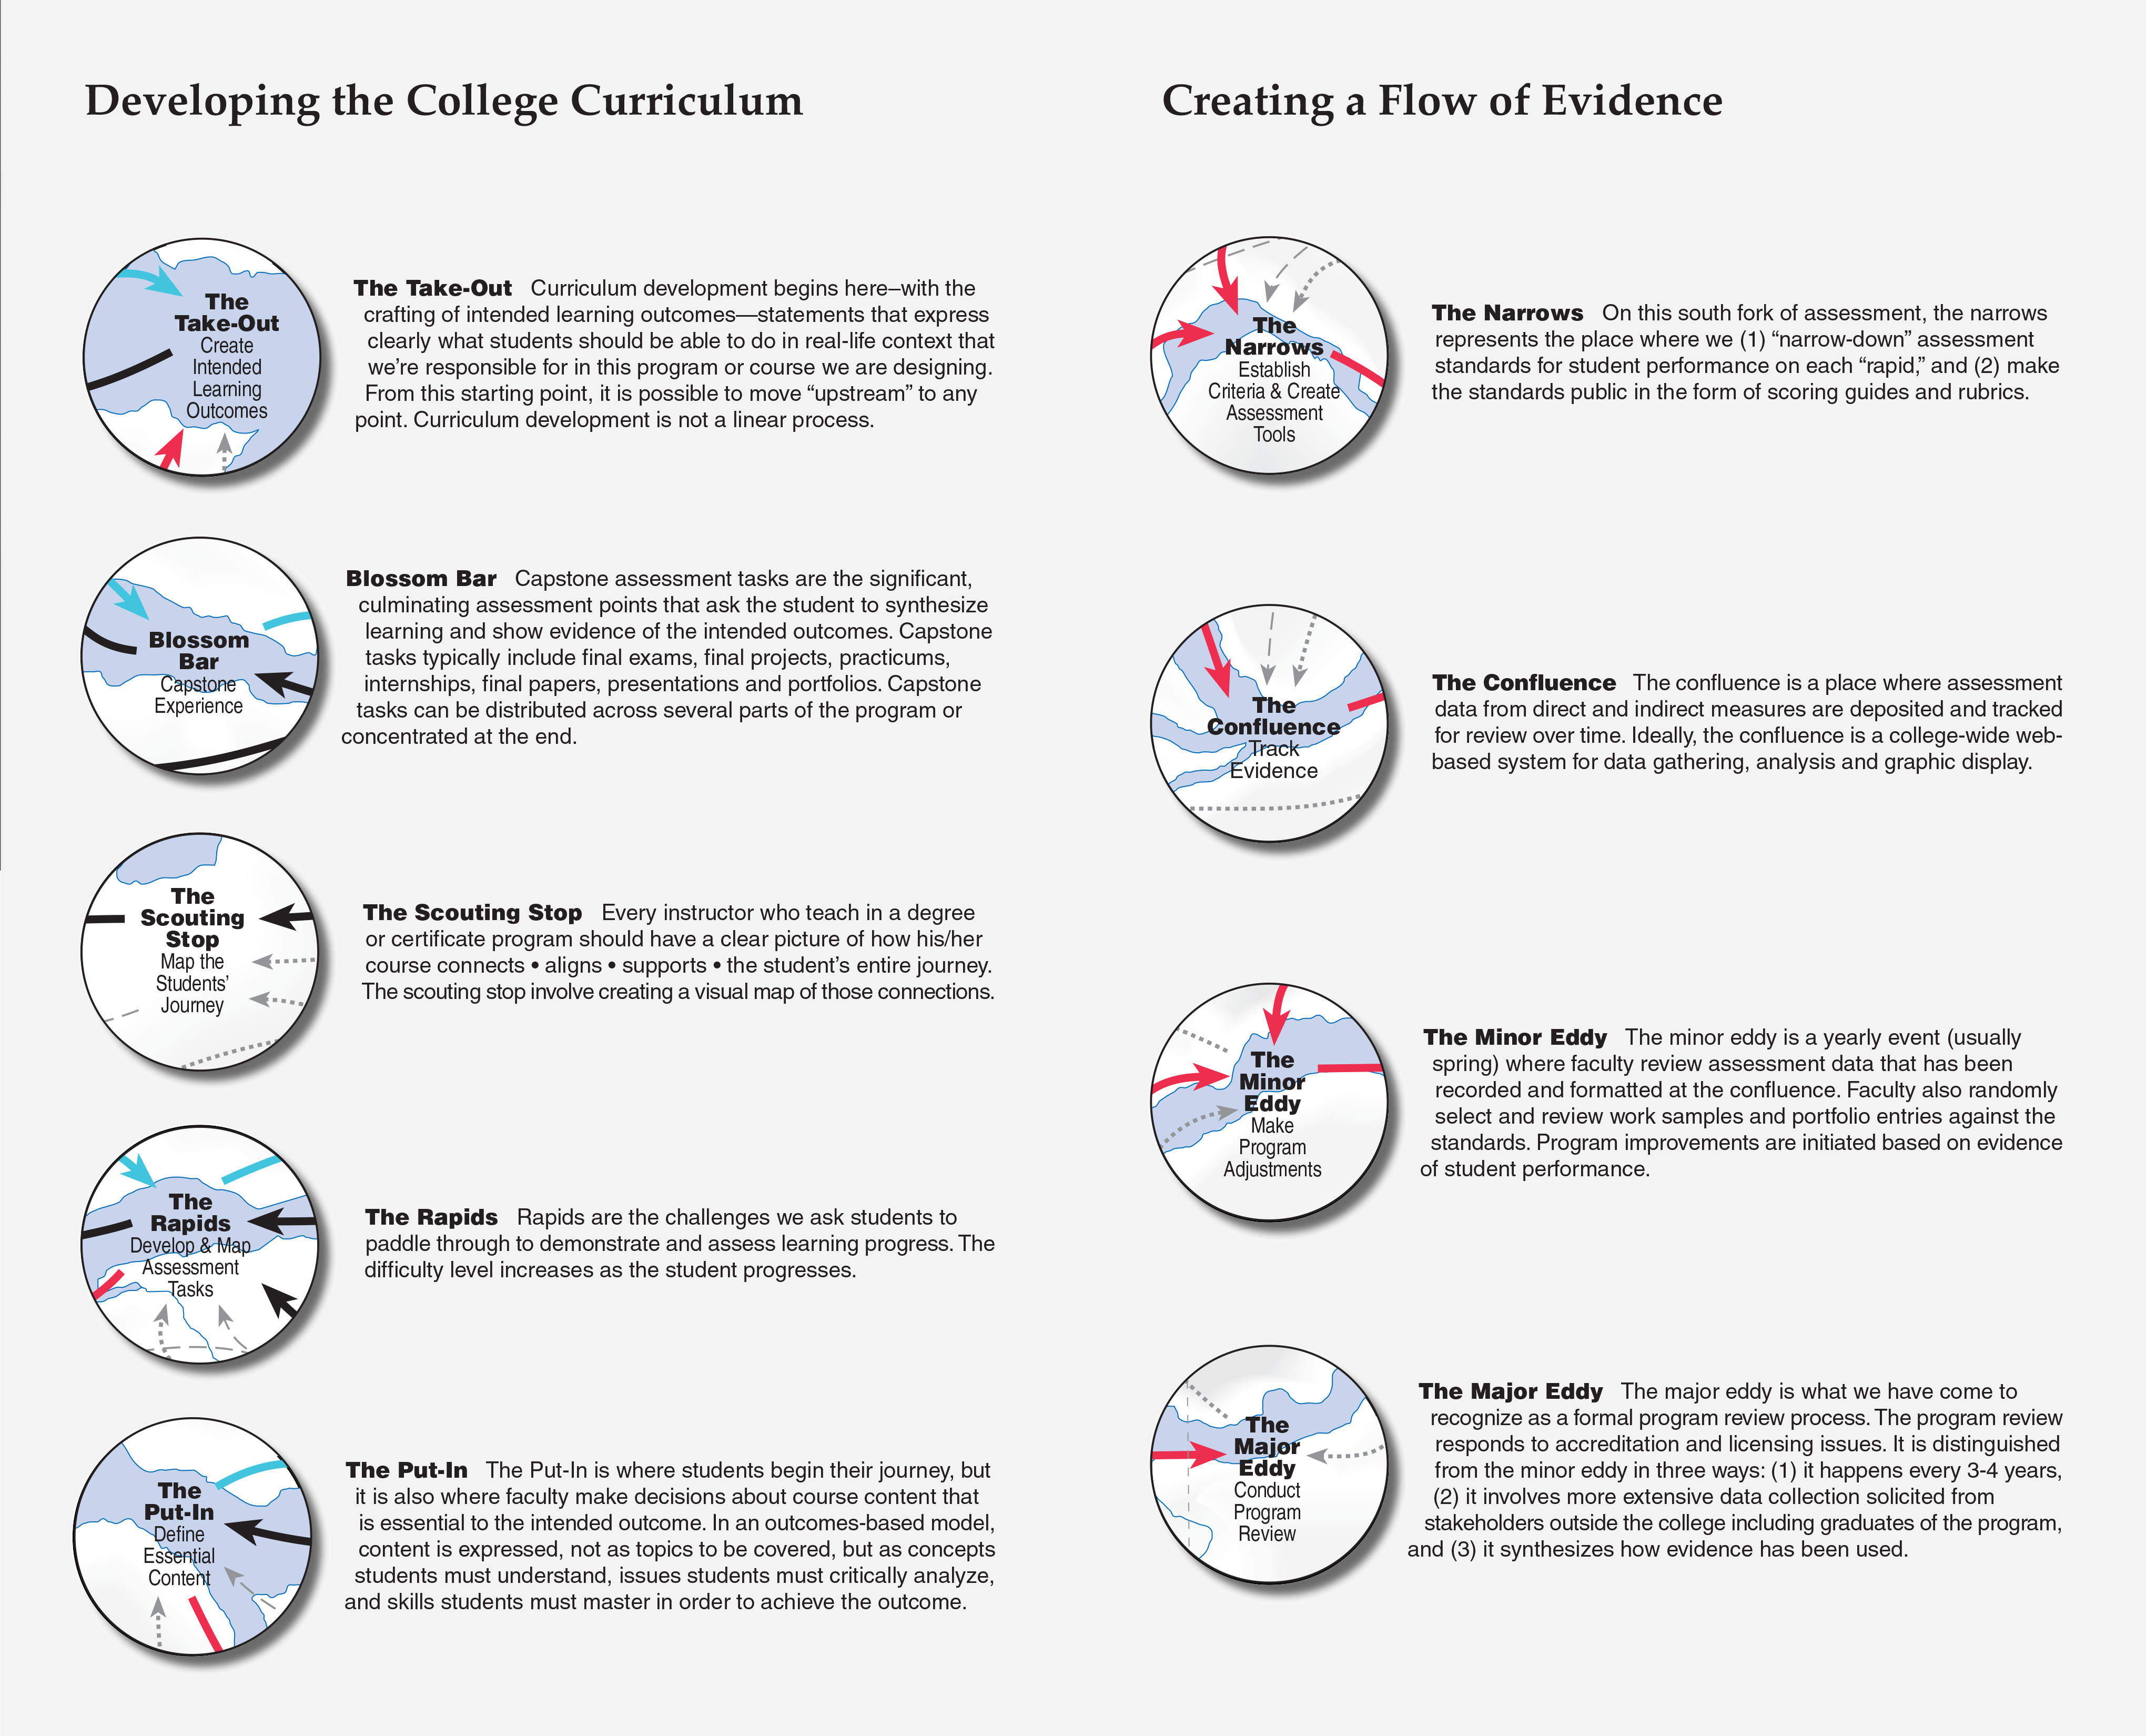 Developing the College Curriculum
The
Take-Out
Create
Intended
Learning
Outcomes
The Take-Out Curriculum development begins here–with the
crafting of intended learning outcomes—statements that express
clearly what students should be able to do in real-life context that
we’re responsible for in this program or course we are designing.
From this starting point, it is possible to move “upstream” to any
point. Curriculum development is not a linear process.
Blossom
Bar
Capstone
Experience
Blossom Bar Capstone assessment tasks are the significant,
culminating assessment points that ask the student to synthesize
learning and show evidence of the intended outcomes. Capstone
tasks typically include final exams, final projects, practicums,
internships, final papers, presentations and portfolios. Capstone
tasks can be distributed across several parts of the program or
concentrated at the end.
The
Scouting
Stop
Map the
Students’
Journey
The Scouting Stop Every instructor who teach in a degree
or certificate program should have a clear picture of how his/her
course connects • aligns • supports • the student’s entire journey.
The scouting stop involve creating a visual map of those connections.
The
Rapids
Develop & Map
Assessment
Tasks
The Rapids Rapids are the challenges we ask students to
paddle through to demonstrate and assess learning progress. The
difficulty level increases as the student progresses.
The
Put-In
Define
Essential
Content
The Put-In The Put-In is where students begin their journey, but
it is also where faculty make decisions about course content that
is essential to the intended outcome. In an outcomes-based model,
content is expressed, not as topics to be covered, but as concepts
students must understand, issues students must critically analyze,
and skills students must master in order to achieve the outcome.
Creating a Flow of Evidence
The
Narrows
Establish
Criteria & Create
Assessment
Tools
The Narrows On this south fork of assessment, the narrows
represents the place where we (1) “narrow-down” assessment
standards for student performance on each “rapid,” and (2) make
the standards public in the form of scoring guides and rubrics.
The
Confluence
Track
Evidence
The Confluence The confluence is a place where assessment
data from direct and indirect measures are deposited and tracked
for review over time. Ideally, the confluence is a college-wide web-
based system for data gathering, analysis and graphic display.
The
Minor
Eddy
Make
Program
Adjustments
The Minor Eddy The minor eddy is a yearly event (usually
spring) where faculty review assessment data that has been
recorded and formatted at the confluence. Faculty also randomly
select and review work samples and portfolio entries against the
standards. Program improvements are initiated based on evidence
of student performance.
The
Major
Eddy
Conduct
Program
Review
The Major Eddy The major eddy is what we have come to
recognize as a formal program review process. The program review
responds to accreditation and licensing issues. It is distinguished
from the minor eddy in three ways: (1) it happens every 3-4 years,
(2) it involves more extensive data collection solicited from
stakeholders outside the college including graduates of the program,
and (3) it synthesizes how evidence has been used.